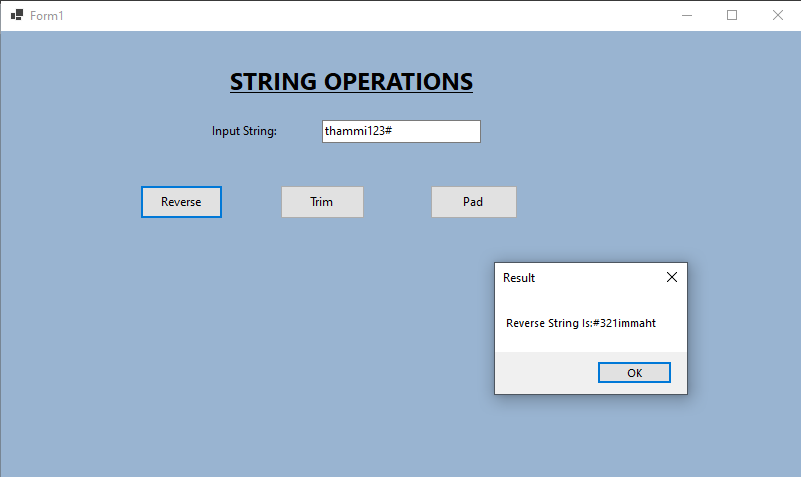 Form1
STRING OPERATIONS
Input String: thammi123#
Reverse Trim Pad
Result
Reverse String Is:#321immaht
OK